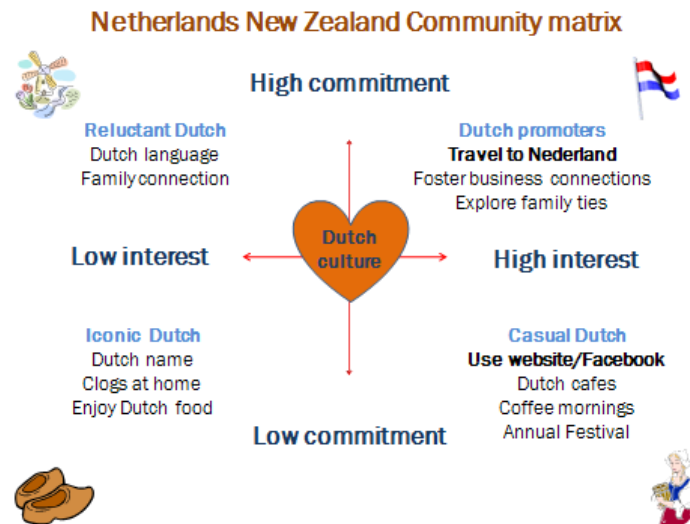 Netherlands New Zealand Community matrix
High commitment
Reluctant Dutch
Dutch language
Family connection
Dutch promoters
Travel to Nederland
Foster business connections
Explore family ties
Low interest
Dutch
culture
High interest
Iconic Dutch
Dutch name
Clogs at home
Enjoy Dutch food
Casual Dutch
Use website/Facebook
Dutch cafes
Coffee mornings
Annual Festival
Low commitment